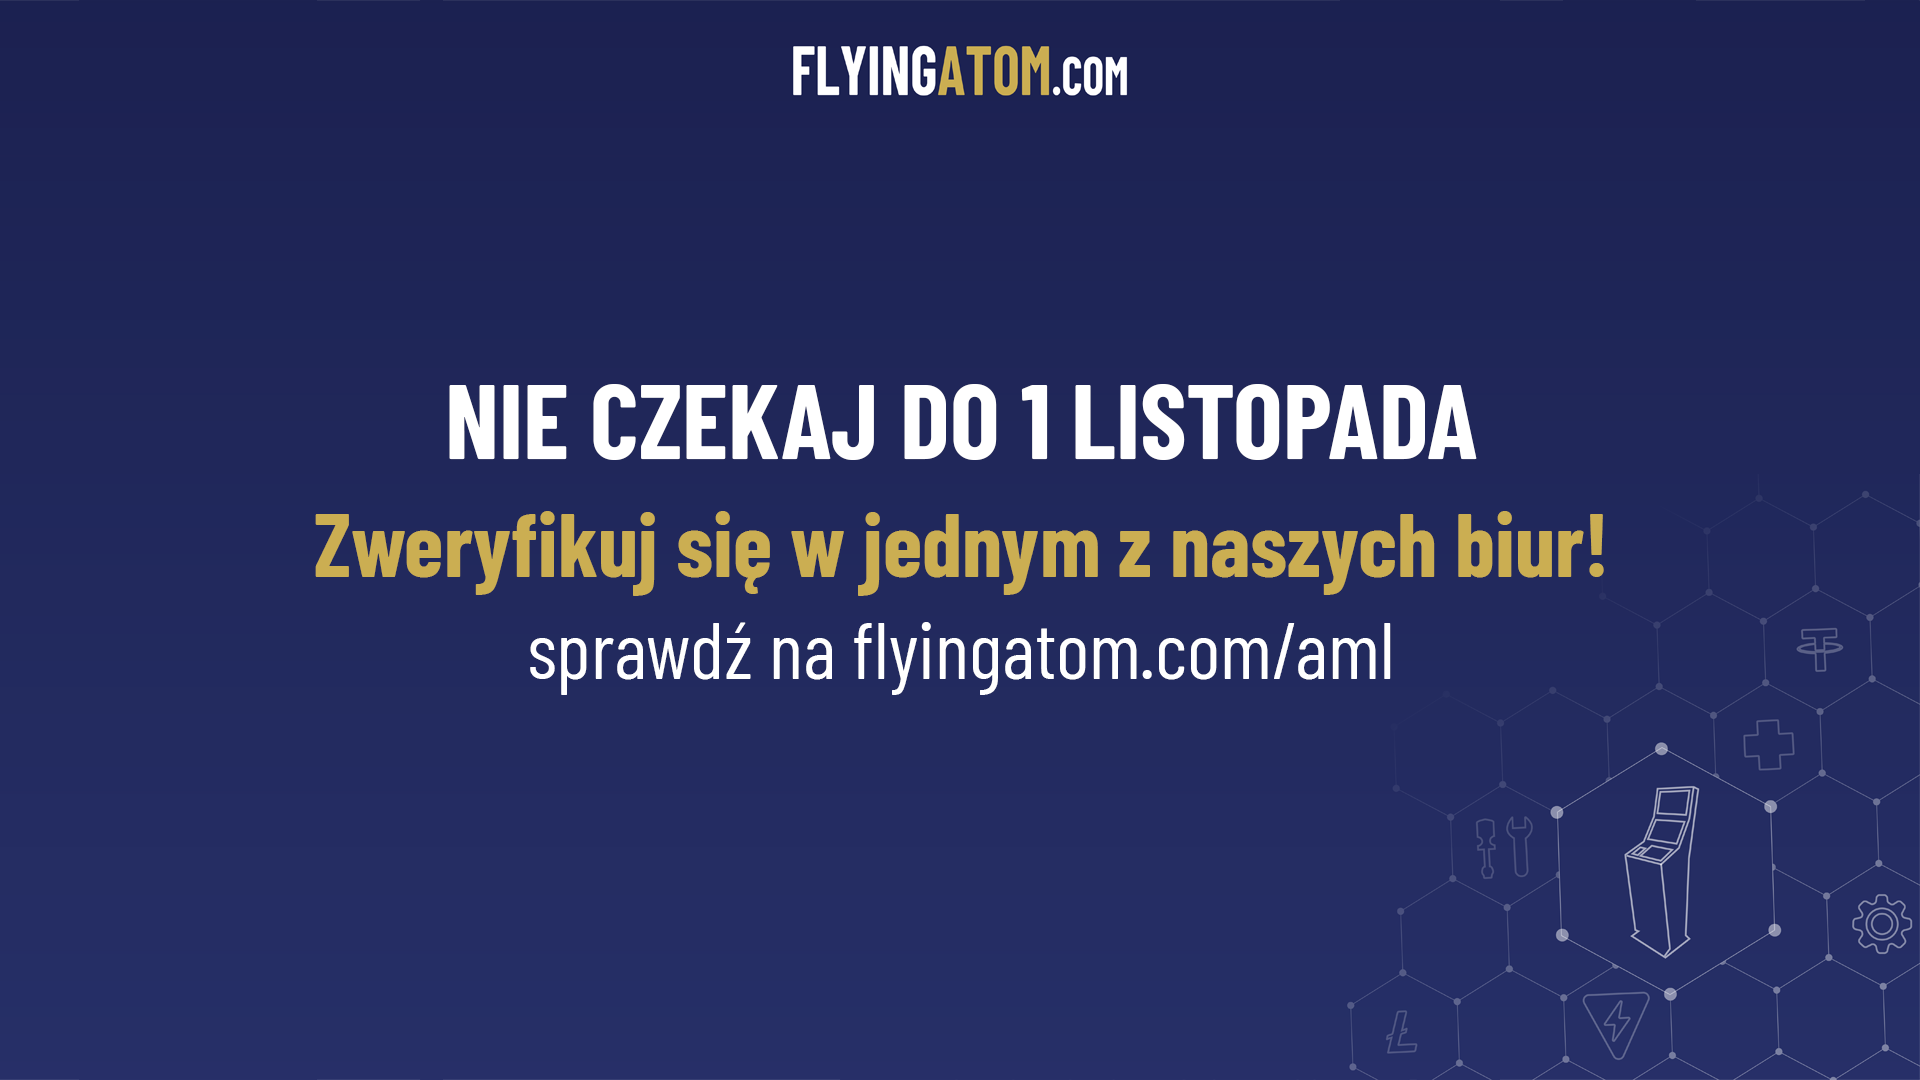 FLYINGATOM.COM
NIE CZEKAJ DO 1 LISTOPADA
Zweryfikuj się w jednym z naszych biur!
sprawdź na flyingatom.com/aml